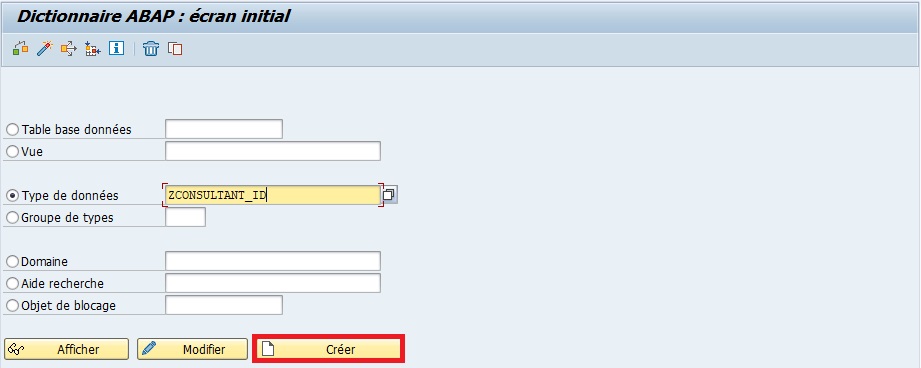 Dictionnaire ABAP : écran initial
Table base données
Vue
Type de données ZCONSULTANT_ID
Groupe de types
Domaine
Aide recherche
Objet de blocage
Afficher Modifier Créer